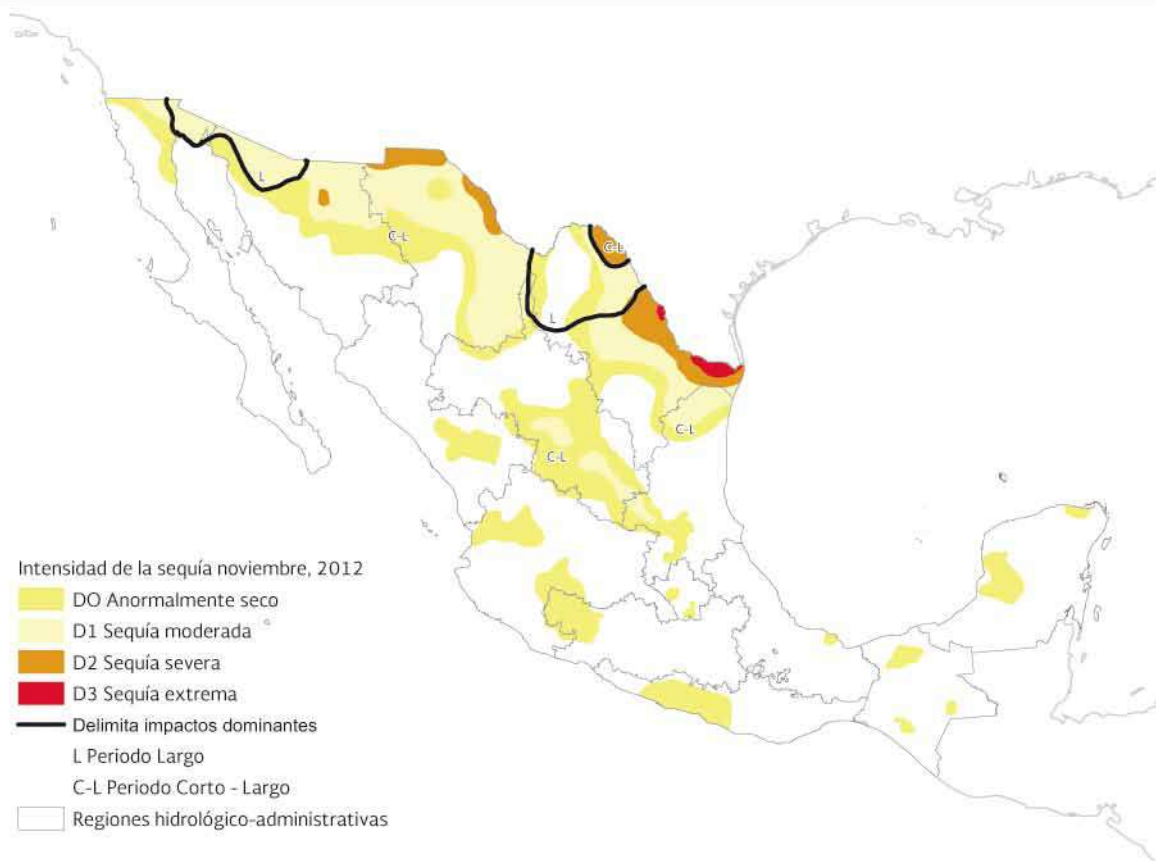 L
C-L
C-L
L
C-L
C-L
Intensidad de la sequía noviembre, 2012
DO Anormalmente seco
D1 Sequía moderada
D2 Sequía severa
D3 Sequía extrema
Delimita impactos dominantes
L Periodo Largo
C-L Periodo Corto - Largo
Regiones hidrológico-administrativas